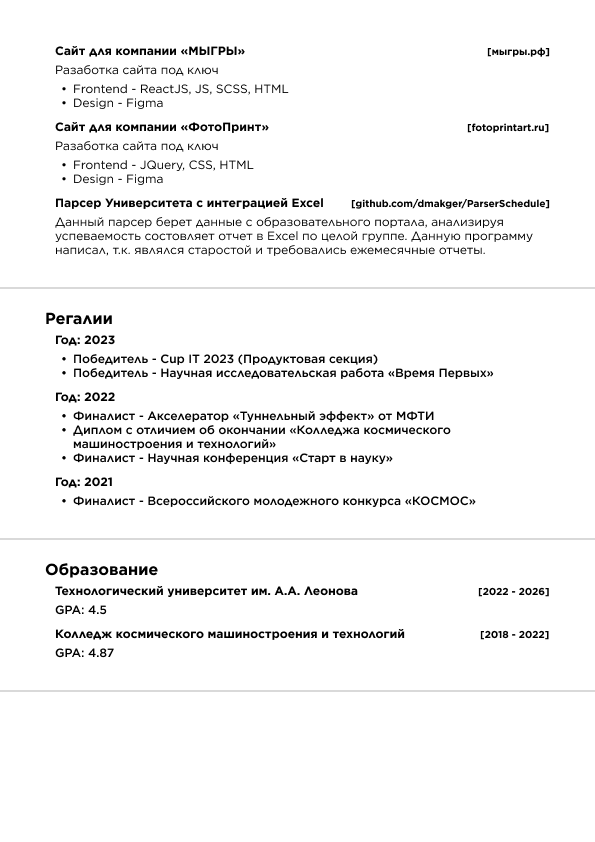 Сайт для компании «МЫГРЫ» [мыгры.рф]
Разаботка сайта под ключ
• Frontend - ReactJS, JS, SCSS, HTML
• Design - Figma
Сайт для компании «ФотоПринт» [fotoprintart.ru]
Разаботка сайта под ключ
• Frontend - JQuery, CSS, HTML
• Design - Figma
Парсер Университета с интеграцией Excel [github.com/dmakger/ParserSchedule]
Данный парсер берет данные с образовательного портала, анализируя
успеваемость состовляет отчет в Excel по целой группе. Данную программу
написал, т.к. являлся старостой и требовались ежемесячные отчеты.
Регалии
Год: 2023
• Победитель - Cup IT 2023 (Продуктовая секция)
• Победитель - Научная исследовательская работа «Время Первых»
Год: 2022
• Финалист - Акселератор «Туннельный эффект» от МФТИ
• Диплом с отличием об окончании «Колледжа космического
машиностроения и технологий»
• Финалист - Научная конференция «Старт в науку»
Год: 2021
• Финалист - Всероссийского молодежного конкурса «КОСМОС»
Образование
Технологический университет им. А.А. Леонова [2022 - 2026]
GPA: 4.5
Колледж космического машиностроения и технологий [2018 - 2022]
GPA: 4.87